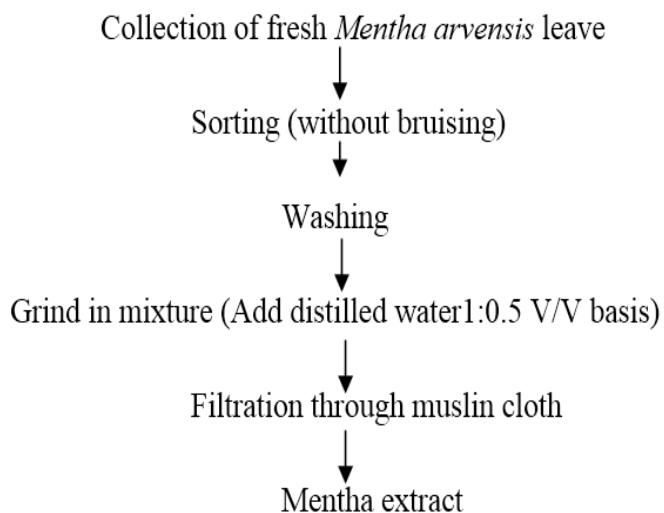 Collection of fresh Mentha arvensis leave
Sorting (without bruising)
Washing
Grind in mixture (Add distilled water1:0.5 V/V basis)
Filtration through muslin cloth
Mentha extract